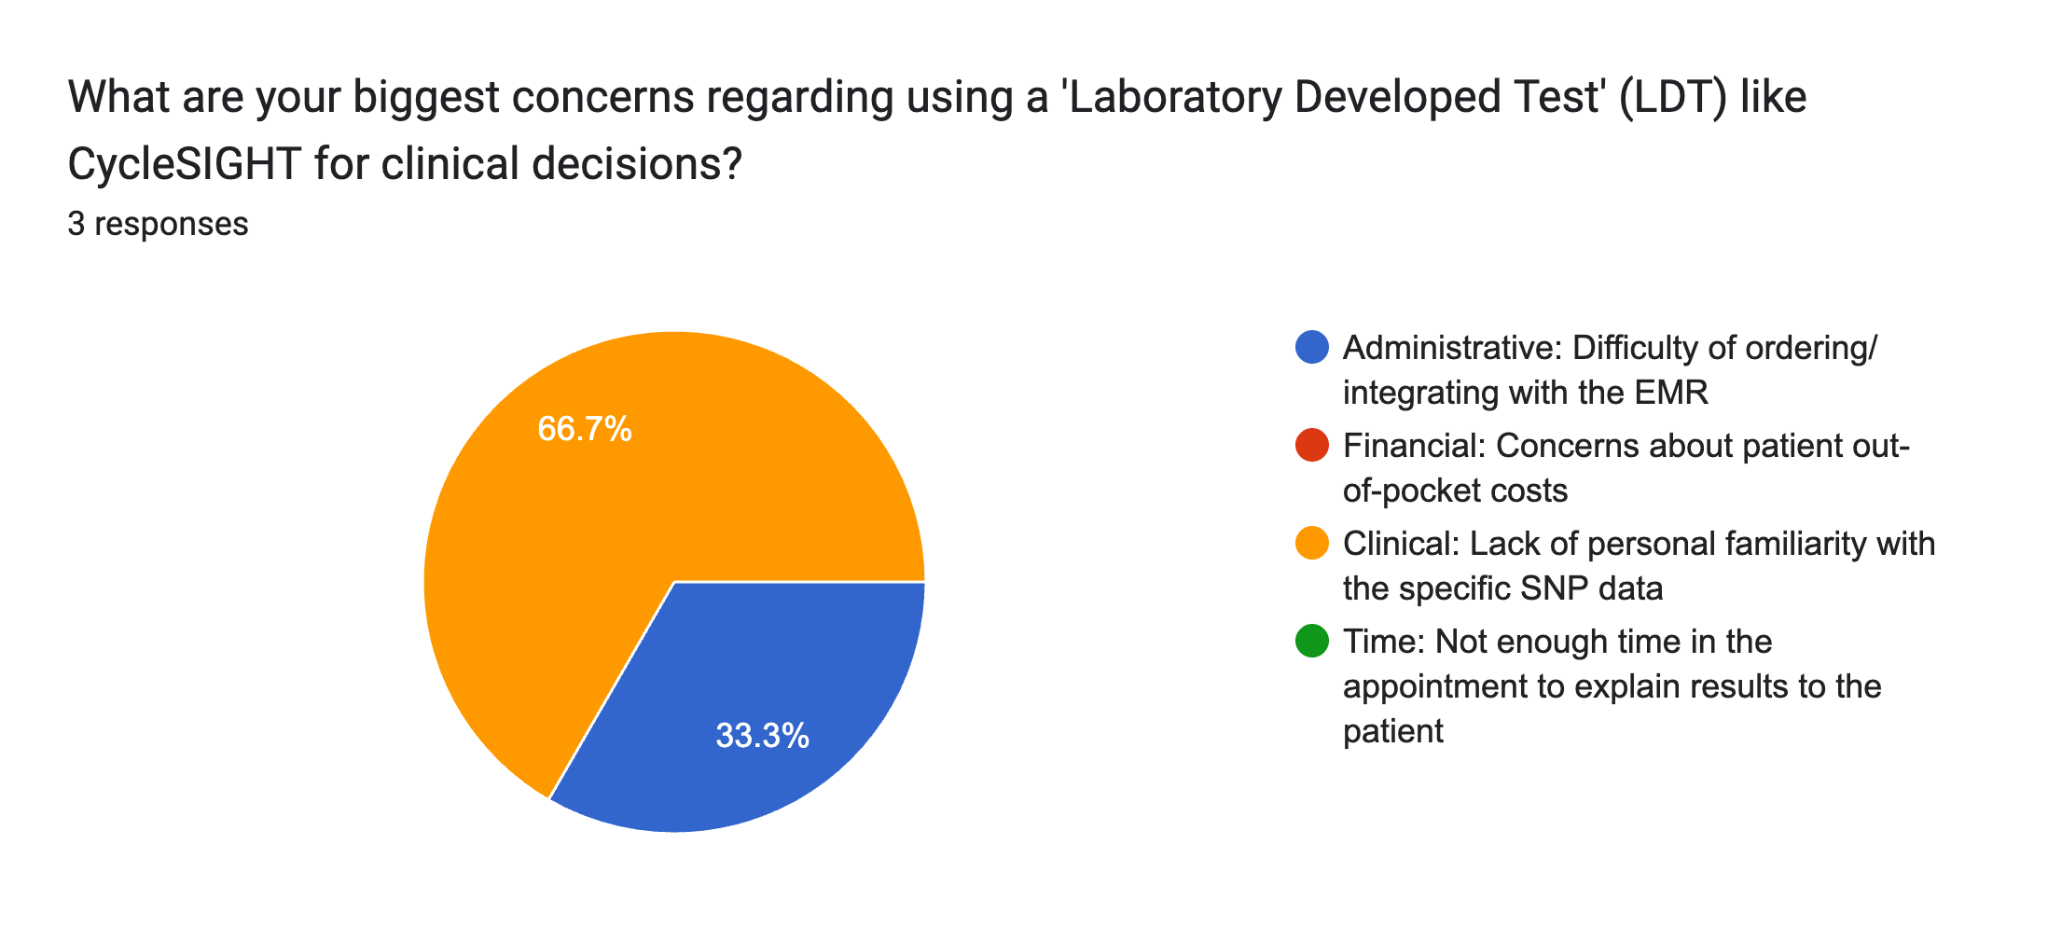 What are your biggest concerns regarding using a 'Laboratory Developed Test' (LDT) like
CycleSIGHT for clinical decisions?
3 responses
66.7%
33.3%
Administrative: Difficulty of ordering/
integrating with the EMR
Financial: Concerns about patient out-
of-pocket costs
Clinical: Lack of personal familiarity with
the specific SNP data
Time: Not enough time in the
appointment to explain results to the
patient